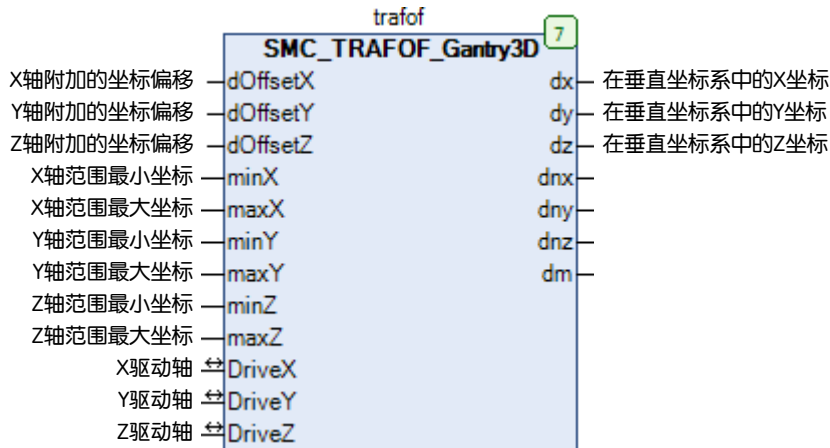 trafof
7
SMC_TRAFOF_Gantry3D
X轴附加的坐标偏移 dOffsetX dx 在垂直坐标系中的X坐标
Y轴附加的坐标偏移 dOffsetY dy 在垂直坐标系中的Y坐标
Z轴附加的坐标偏移 dOffsetZ dz 在垂直坐标系中的Z坐标
X轴范围最小坐标 minX dnx
X轴范围最大坐标 maxX dny
Y轴范围最小坐标 minY dnz
Y轴范围最大坐标 maxY dm
Z轴范围最小坐标 minZ
Z轴范围最大坐标 maxZ
X驱动轴 DriveX
Y驱动轴 DriveY
Z驱动轴 DriveZ